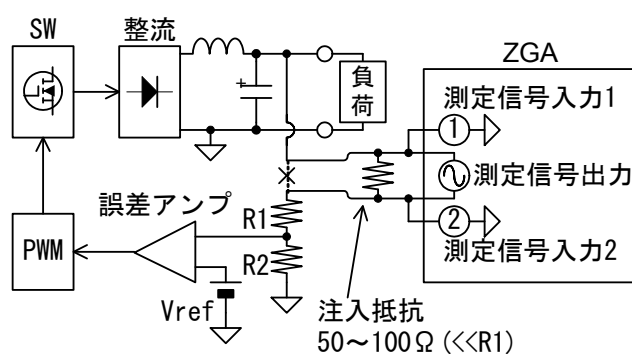 SW
整流
負荷
ZGA
測定信号入力1
1
測定信号出力
2
測定信号入力2
誤差アンプ
R1
R2
PWM
Vref
注入抵抗
50～100Ω(<<R1)